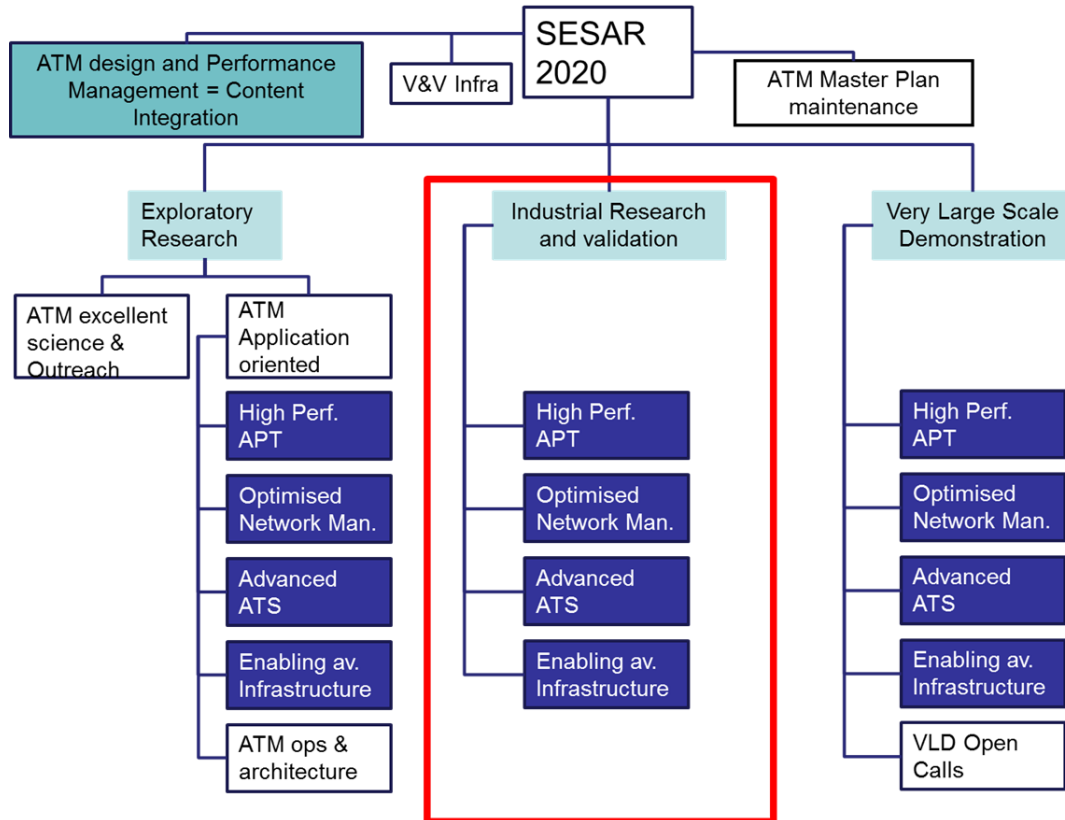 SESAR
2020
ATM design and Performance
Management = Content
Integration
V&V Infra
ATM Master Plan
maintenance
Exploratory
Research
Industrial Research
and validation
Very Large Scale
Demonstration
ATM excellent
science &
Outreach
ATM
Application
oriented
High Perf.
APT
Optimised
Network Man.
Advanced
ATS
Enabling av.
Infrastructure
ATM ops &
architecture
High Perf.
APT
Optimised
Network Man.
Advanced
ATS
Enabling av.
Infrastructure
High Perf.
APT
Optimised
Network Man.
Advanced
ATS
Enabling av.
Infrastructure
VLD Open
Calls